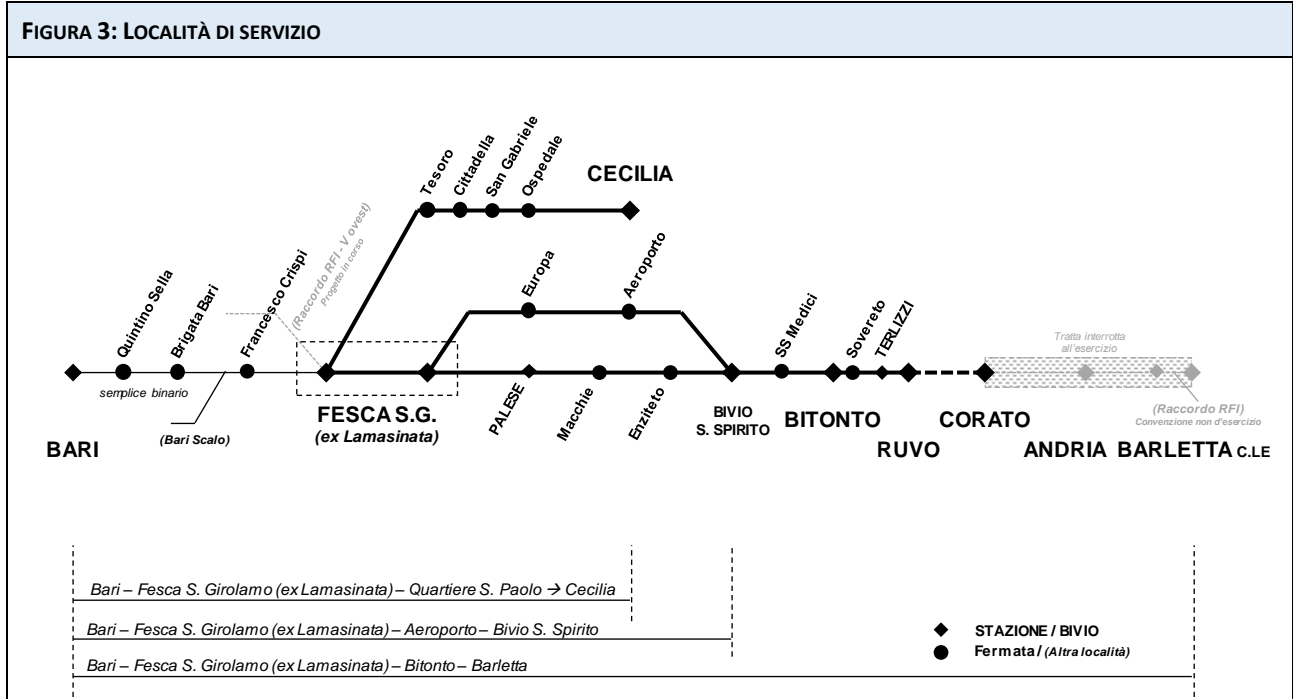 FIGURA 3: LOCALITÀ DI SERVIZIO
Tesoro
Cittadella
San Gabriele
Ospedale
CECILIA
Quintino Sella
Brigata Bari
Francesco Crispi
(Raccordo RFI - V ovest)
Progetto in corso
Europa
Aeroporto
SS Medici
Sovereto
TERLIZZI
Tratta interrotta
all'esercizio
semplice binario
(Bari Scalo)
BARI
FESCA S.G.
(ex Lamasinata)
PALESE
Macchie
Enziteto
BIVIO
S. SPIRITO
BITONTO
RUVO
CORATO
(Raccordo RFI)
Convenzione non d'esercizio
ANDRIA
BARLETTA C.LE
Bari – Fesca S. Girolamo (ex Lamasinata) – Quartiere S. Paolo → Cecilia
Bari – Fesca S. Girolamo (ex Lamasinata) – Aeroporto – Bivio S. Spirito
Bari – Fesca S. Girolamo (ex Lamasinata) – Bitonto – Barletta
STAZIONE / BIVIO
Fermata / (Altra località)